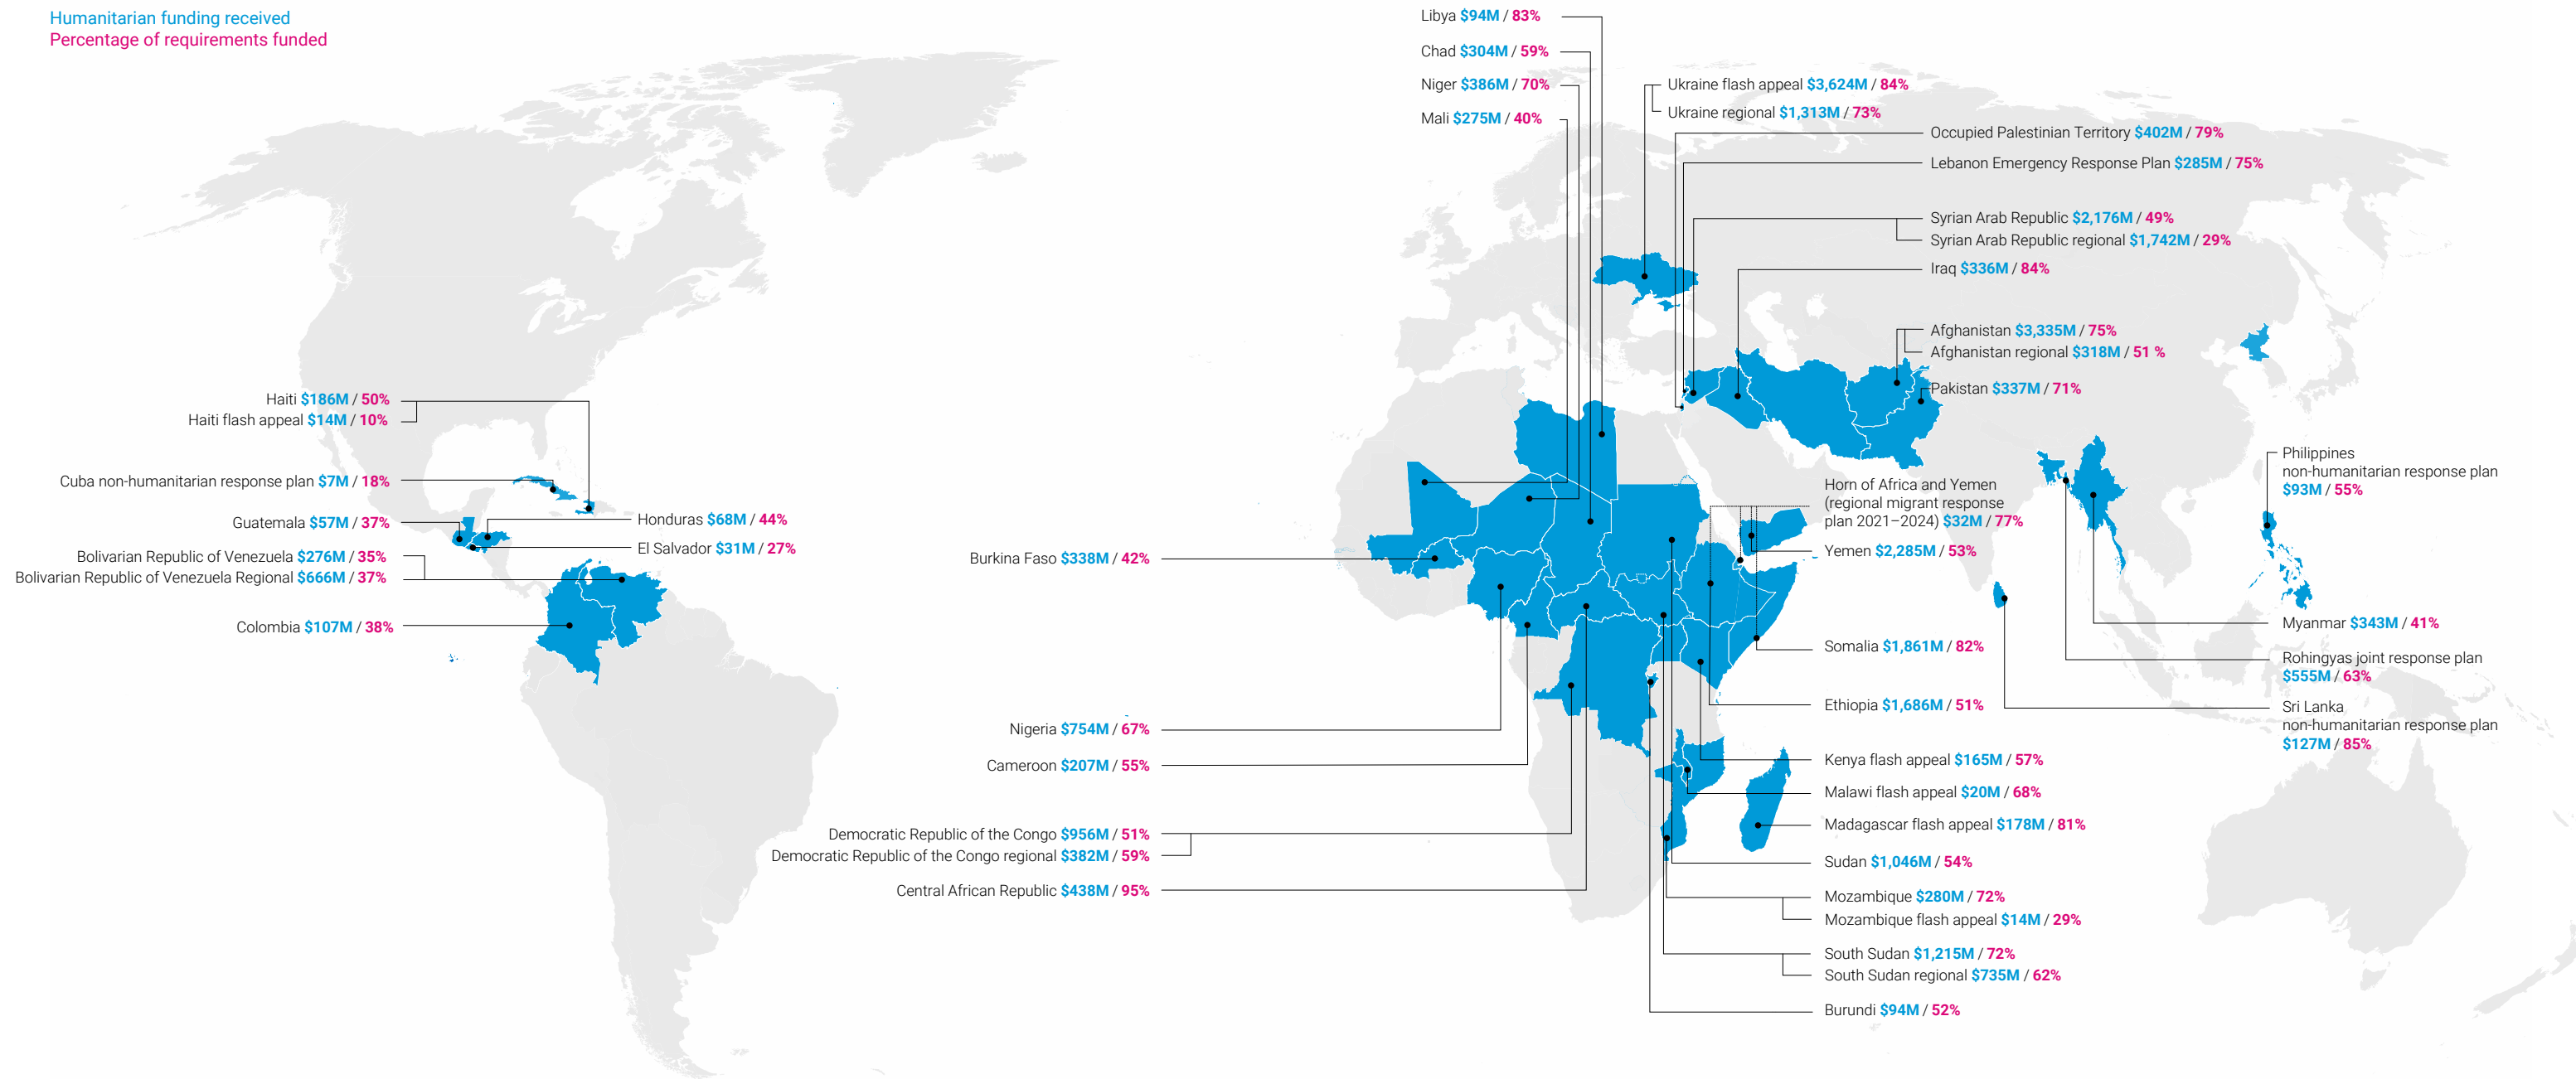 Humanitarian funding received
Percentage of requirements funded
Haiti $186M / 50%
Haiti flash appeal $14M / 10%
Cuba non-humanitarian response plan $7M / 18%
Guatemala $57M / 37%
Honduras $68M / 44%
El Salvador $31M / 27%
Bolivarian Republic of Venezuela $276M / 35%
Bolivarian Republic of Venezuela Regional $666M / 37%
Colombia $107M / 38%
Libya $94M / 83%
Chad $304M / 59%
Niger $386M / 70%
Mali $275M / 40%
Burkina Faso $338M / 42%
Nigeria $754M / 67%
Cameroon $207M / 55%
Democratic Republic of the Congo $956M / 51%
Democratic Republic of the Congo regional $382M / 59%
Central African Republic $438M / 95%
Ukraine flash appeal $3,624M / 84%
Ukraine regional $1,313M / 73%
Occupied Palestinian Territory $402M / 79%
Lebanon Emergency Response Plan $285M / 75%
Syrian Arab Republic $2,176M / 49%
Syrian Arab Republic regional $1,742M / 29%
Iraq $336M / 84%
Afghanistan $3,335M / 75%
Afghanistan regional $318M / 51 %
Pakistan $337M / 71%
Horn of Africa and Yemen
(regional migrant response
plan 2021–2024) $32M / 77%
Yemen $2,285M / 53%
Somalia $1,861M / 82%
Ethiopia $1,686M / 51%
Kenya flash appeal $165M / 57%
Malawi flash appeal $20M / 68%
Madagascar flash appeal $178M / 81%
Sudan $1,046M / 54%
Mozambique $280M / 72%
Mozambique flash appeal $14M / 29%
South Sudan $1,215M / 72%
South Sudan regional $735M / 62%
Burundi $94M / 52%
Philippines
non-humanitarian response plan
$93M / 55%
Myanmar $343M / 41%
Rohingyas joint response plan
$555M / 63%
Sri Lanka
non-humanitarian response plan
$127M / 85%